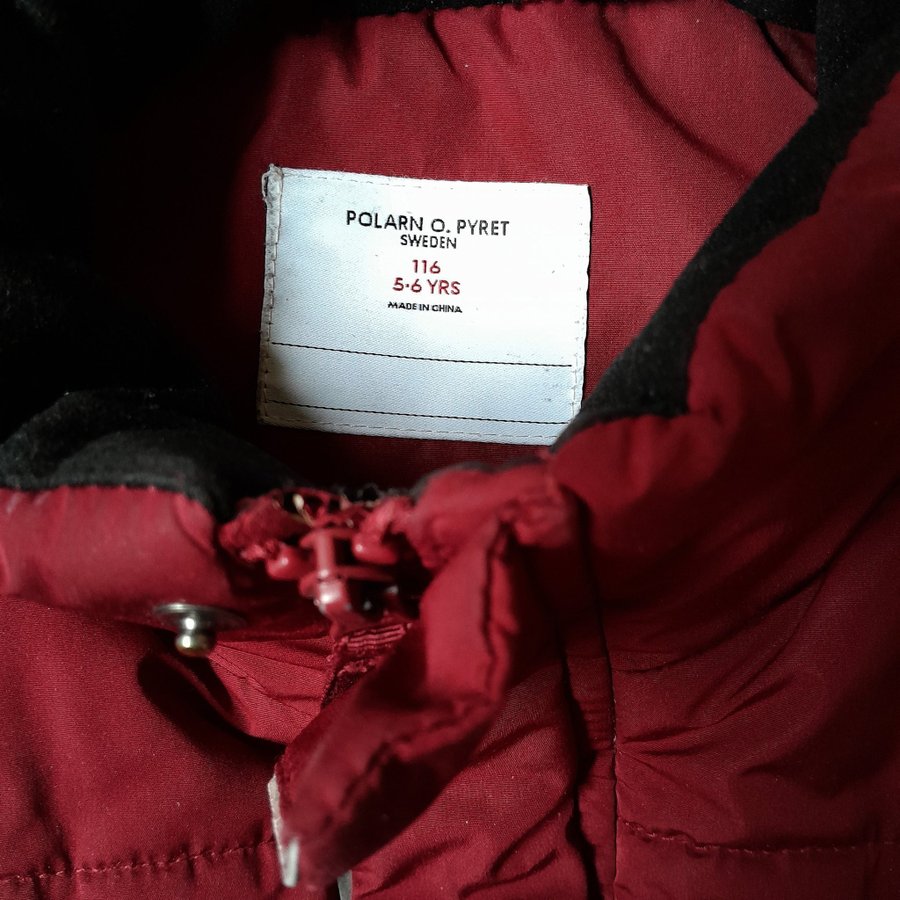 POLARN O. PYRET
SWEDEN
116
5-6 YRS
MADE IN CHINA